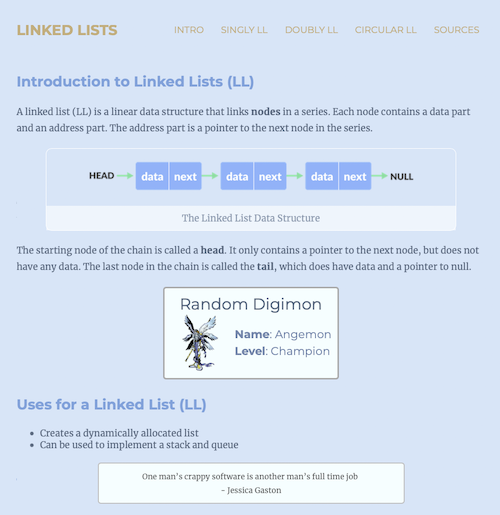 LINKED LISTS
INTRO SINGLY LL DOUBLY LL CIRCULAR LL SOURCES
Introduction to Linked Lists (LL)
A linked list (LL) is a linear data structure that links nodes in a series. Each node contains a data part
and an address part. The address part is a pointer to the next node in the series.
HEAD data next data next data next NULL
The Linked List Data Structure
The starting node of the chain is called a head. It only contains a pointer to the next node, but does not
have any data. The last node in the chain is called the tail, which does have data and a pointer to null.
Random Digimon
Name: Angemon
Level: Champion
Uses for a Linked List (LL)
• Creates a dynamically allocated list
• Can be used to implement a stack and queue
One man's crappy software is another man's full time job
- Jessica Gaston